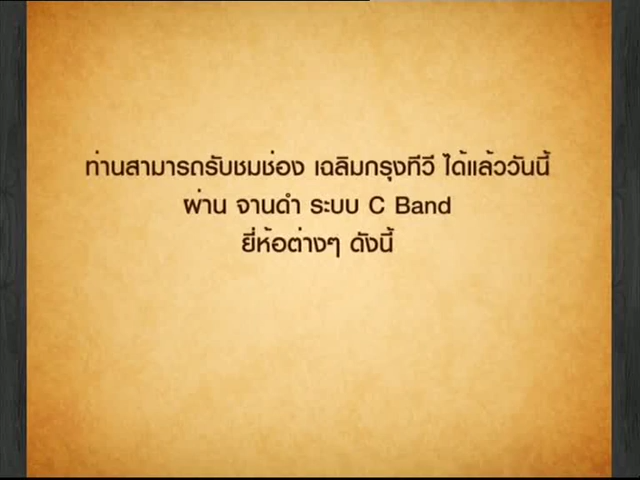 ท่านสามารถรับชมช่อง เฉลิมกรุงทีวี ได้แล้ววันนี้
ผ่าน จานดำ ระบบ C Band
ยี่ห้อต่างๆ ดังนี้